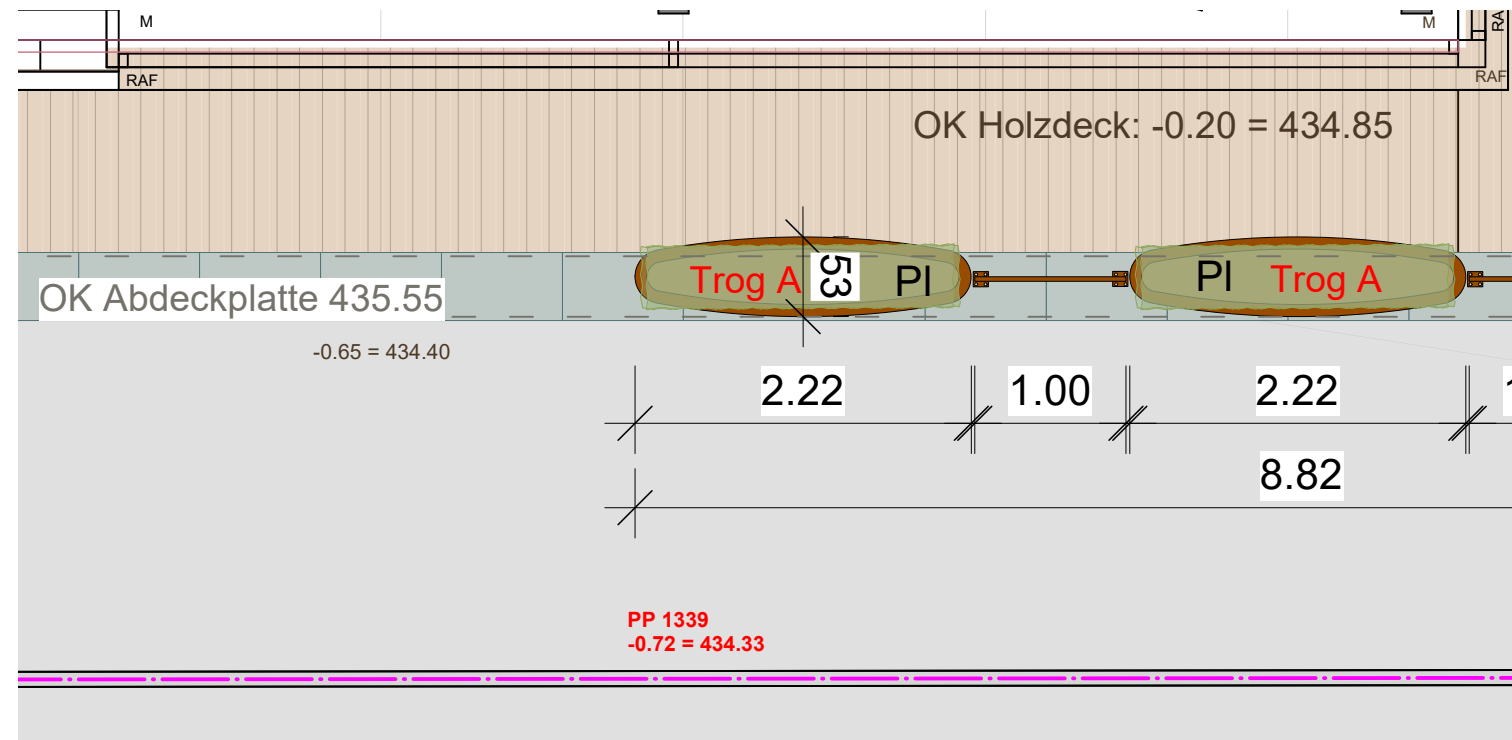 M
M
RA
RAF
RAF
OK Holzdeck: -0.20 = 434.85
Trog A
53
Pl
Pl
Trog A
OK Abdeckplatte 435.55
-0.65 = 434.40
2.22
1.00
2.22
8.82
PP 1339
-0.72 = 434.33